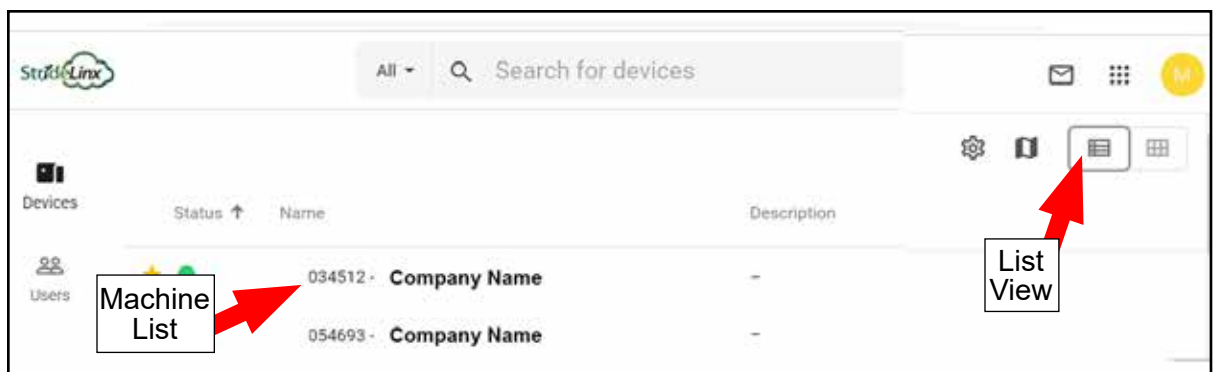 StrideLinx
All
Search for devices
M
Devices
Status ↑ Name Description
Users
034512 - Company Name –
054693 - Company Name –
Machine
List
List
View